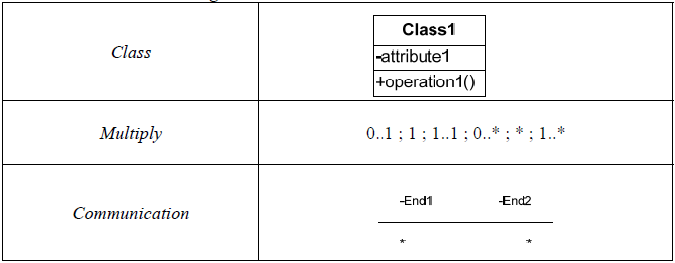 Class
Class1
-attribute1
+operation1()
Multiply
0..1 ; 1 ; 1..1 ; 0..* ; * ; 1..*
Communication
-End1 -End2
* *